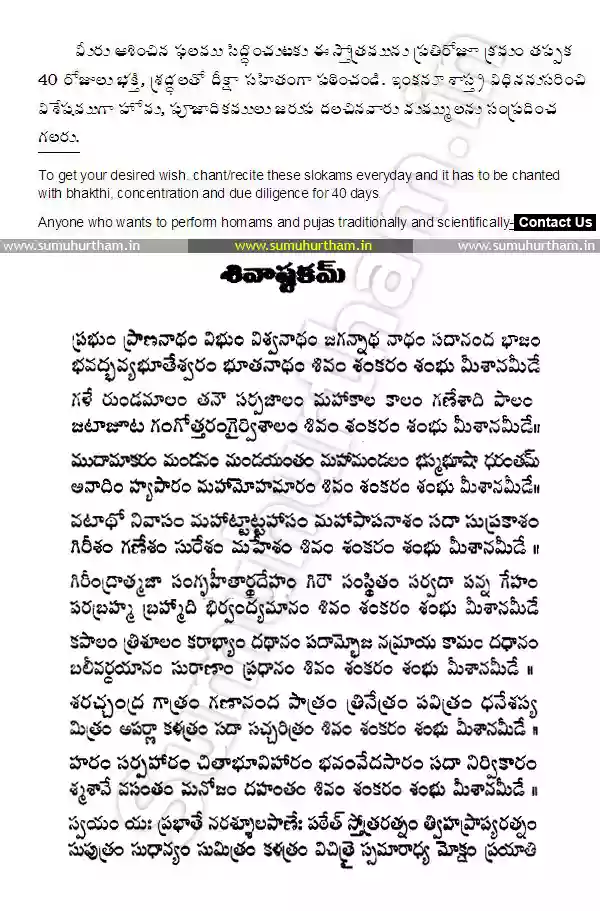 మీరు ఆశించిన ఫలము సిద్ధించుటకు ఈ స్తోత్రమును ప్రతిరోజూ క్రమం తప్పక
40 రోజులు భక్తి, శ్రద్ధలతో దీక్షా సహితంగా పఠించండి. ఇంకనూ శాస్త్ర విధిననుసరించి
విశేషముగా హోమ, పూజాదికములు జరుప దలచినవారు మమ్ములను సంప్రదించ
గలరు.
To get your desired wish. chant/recite these slokams everyday and it has to be chanted
with bhakthi, concentration and due diligence for 40 days
Anyone who wants to perform homams and pujas traditionally and scientifically- Contact Us
www.sumuhurtham.in www.sumuhurtham.in www.sumuhurtham.in
శివాష్టకమ్
ప్రభుం ప్రాణనాథం విభుం విశ్వనాథం జగన్నాథ నాథం సదానంద భాజం
భవద్భవ్యభూతేశ్వరం భూతనాథం శివం శంకరం శంభు మీశానమీడే
గళే రుండమాలం తనౌ సర్పజాలం మహాకాల కాలం గణేశాది పాలం
జటాజూట గంగోత్తరంగైర్విశాలం శివం శంకరం శంభు మీశానమీడే॥
ముదామాకరం మండనం మండయంతం మహామండలం భస్మభూషా ధరంతమ్
అనాదిం హ్యపారం మహామోహమారం శివం శంకరం శంభు మీశానమీడే॥
వటాథో నివాసం మహాట్టాట్టహాసం మహాపాపనాశం సదా సుప్రకాశం
గిరీశం గణేశం సురేశం మహేశం శివం శంకరం శంభు మీశానమీడే ॥
గిరీంద్రాత్మజా సంగృహీతార్థదేహం గిరౌ సంస్థితం సర్వదా పన్న గేహం
పరబ్రహ్మ బ్రహ్మాది భిర్వంద్యమానం శివం శంకరం శంభు మీశానమీడే
కపాలం త్రిశూలం కరాభ్యాం దధానం పదామ్భోజ నమ్రాయ కామం దధానం
బలీవర్ధయానం సురాణాం ప్రధానం శివం శంకరం శంభు మీశానమీడే ॥
శరచ్చంద్ర గాత్రం గణానంద పాత్రం త్రినేత్రం పవిత్రం ధనేశస్య
మిత్రం అపర్ణా కళత్రం సదా సచ్చరిత్రం శివం శంకరం శంభు మీశానమీడే ॥
హరం సర్పహారం చితాభూవిహారం భవంవేదసారం సదా నిర్వికారం
శ్మశానే వసంతం మనోజం దహంతం శివం శంకరం శంభు మీశానమీడే ॥
స్వయం యః ప్రభాతే నరశ్శూలపాణేః పఠేత్ స్తోత్రరత్నం త్విహప్రాప్యరత్నం
సుపుత్రం సుధాన్యం సుమిత్రం కళత్రం విచిత్రై స్సమారాధ్య మోక్షం ప్రయాతి
sumuhurtham.in